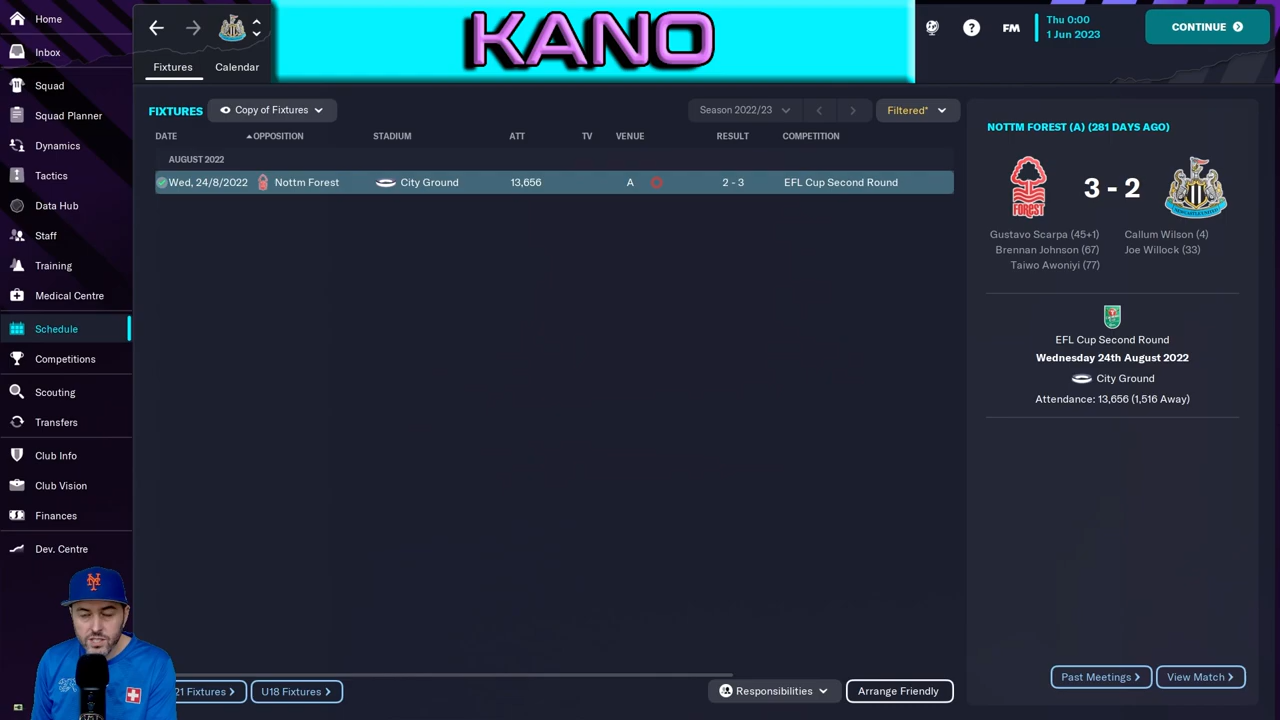 Home
Inbox
Squad
Squad Planner
Dynamics
Tactics
Data Hub
Staff
Training
Medical Centre
Schedule
Competitions
Scouting
Transfers
Club Info
Club Vision
Finances
Dev. Centre
KANO
FM
Thu 0:00
1 Jun 2023
CONTINUE
Fixtures Calendar
FIXTURES Copy of Fixtures Season 2022/23 Filtered*
DATE OPPOSITION STADIUM ATT TV VENUE RESULT COMPETITION
AUGUST 2022
Wed, 24/8/2022 Nottm Forest City Ground 13,656 A 2 - 3 EFL Cup Second Round
NOTTM FOREST (A) (281 DAYS AGO)
FOREST
3 - 2
Gustavo Scarpa (45+1) Callum Wilson (4)
Brennan Johnson (67) Joe Willock (33)
Taiwo Awoniyi (77)
EFL Cup Second Round
Wednesday 24th August 2022
City Ground
Attendance: 13,656 (1,516 Away)
21 Fixtures U18 Fixtures Responsibilities Arrange Friendly
Past Meetings View Match